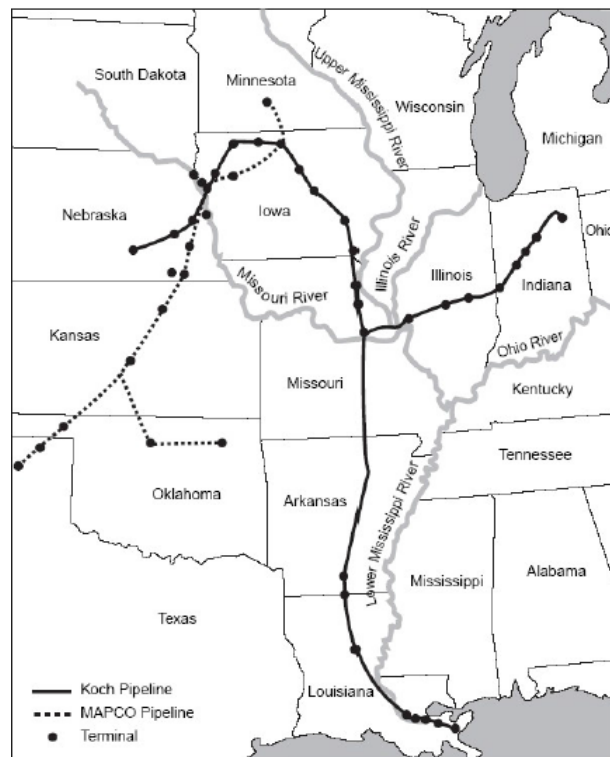 South Dakota
Minnesota
Upper Mississippi River
Wisconsin
Michigan
Nebraska
Iowa
Illinois River
Illinois
Indiana
Ohio
Missouri River
Kansas
Missouri
Ohio River
Kentucky
Tennessee
Oklahoma
Arkansas
Lower Mississippi River
Mississippi
Alabama
Texas
Louisiana
Koch Pipeline
MAPCO Pipeline
Terminal